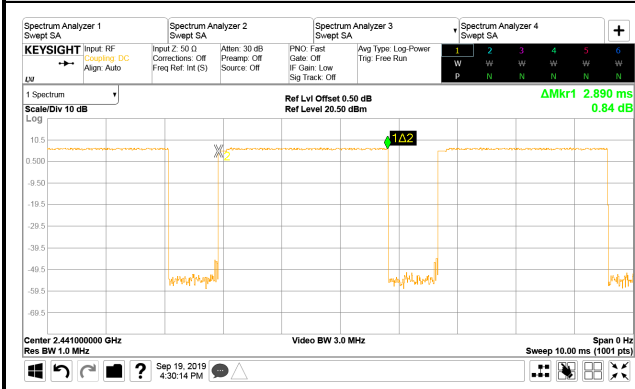 Spectrum Analyzer 1 Spectrum Analyzer 2 Spectrum Analyzer 3 Spectrum Analyzer 4
Swept SA Swept SA Swept SA Swept SA +
KEYSIGHT Input: RF Input Z: 50 Ω Atten: 30 dB PNO: Fast Avg Type: Log-Power 1 2 3 4 5 6
Coupling: DC Corrections: Off Preamp: Off Gate: Off Trig: Free Run W W W W W W
Align: Auto Freq Ref: Int (S) Source: Off IF Gain: Low P N N N N N
LXI Sig Track: Off
1 Spectrum Ref Lvl Offset 0.50 dB ΔMkr1 2.890 ms
Scale/Div 10 dB Ref Level 20.50 dBm 0.84 dB
Log
10.5 1Δ2
0.500
-9.50
-19.5
-29.5
-39.5
-49.5
-59.5
-69.5
Center 2.441000000 GHz Video BW 3.0 MHz Span 0 Hz
Res BW 1.0 MHz Sweep 10.00 ms (1001 pts)
? Sep 19, 2019
4:30:14 PM